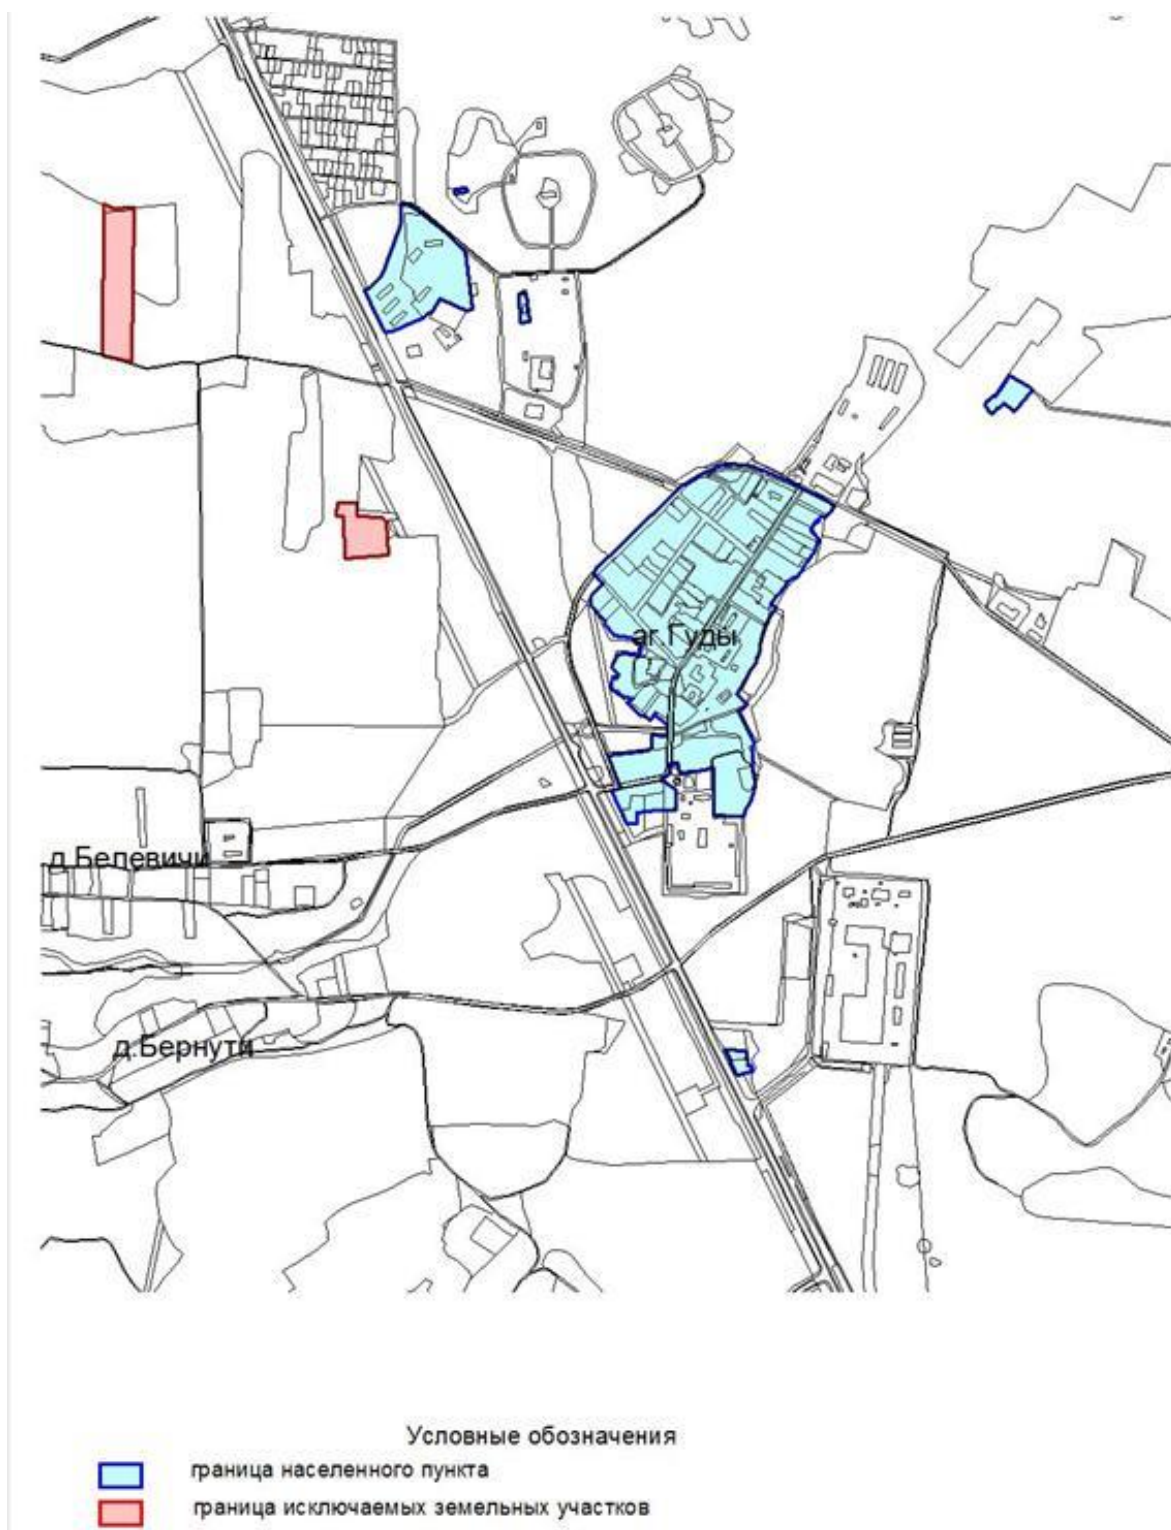 аг.Гуды
д.Белевичи
д.Бернути
Условные обозначения
граница населенного пункта
граница исключаемых земельных участков